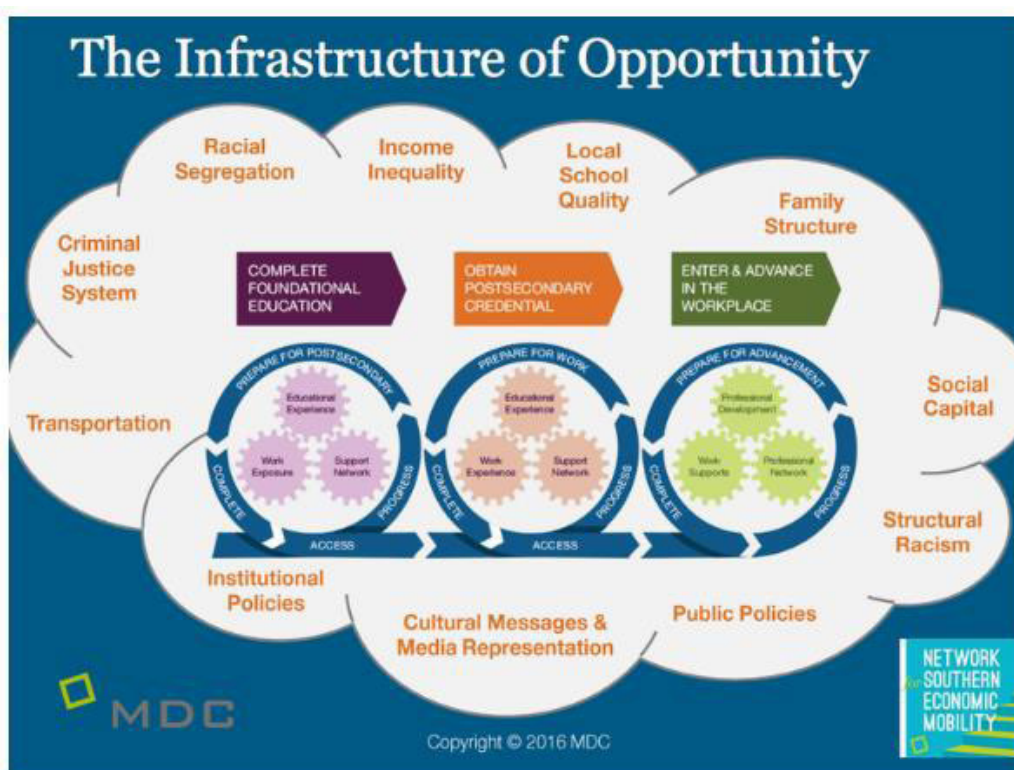 The Infrastructure of Opportunity
Racial
Segregation
Income
Inequality
Local
School
Quality
Family
Structure
Criminal
Justice
System
COMPLETE
FOUNDATIONAL
EDUCATION
OBTAIN
POSTSECONDARY
CREDENTIAL
ENTER & ADVANCE
IN THE
WORKPLACE
Transportation
PREPARE FOR POSTSECONDARY
Educational
Experience
Work
Exposure
Support
Network
COMPLETE
PROGRESS
ACCESS
PREPARE FOR WORK
Educational
Experience
Work
Experience
Support
Network
COMPLETE
PROGRESS
ACCESS
PREPARE FOR ADVANCEMENT
Professional
Development
Work
Supports
Professional
Network
COMPLETE
PROGRESS
Social
Capital
Structural
Racism
Institutional
Policies
Cultural Messages &
Media Representation
Public Policies
MDC
Copyright © 2016 MDC
NETWORK
for SOUTHERN
ECONOMIC
MOBILITY